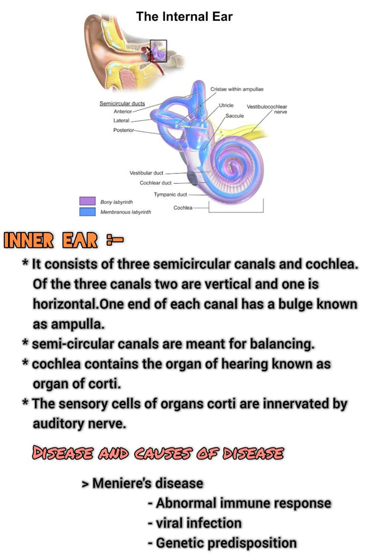 The Internal Ear
Cristae within ampullae
Semicircular ducts
Utricle
Anterior
Vestibulocochlear
nerve
Lateral
Saccule
Posterior
Vestibular duct
Cochlear duct
Tympanic duct
Bony labyrinth
Membranous labyrinth
Cochlea
INNER EAR :-
* It consists of three semicircular canals and cochlea.
Of the three canals two are vertical and one is
horizontal.One end of each canal has a bulge known
as ampulla.
* semi-circular canals are meant for balancing.
* cochlea contains the organ of hearing known as
organ of corti.
* The sensory cells of organs corti are innervated by
auditory nerve.
Disease and causes of disease
> Meniere's disease
- Abnormal immune response
- viral infection
- Genetic predisposition